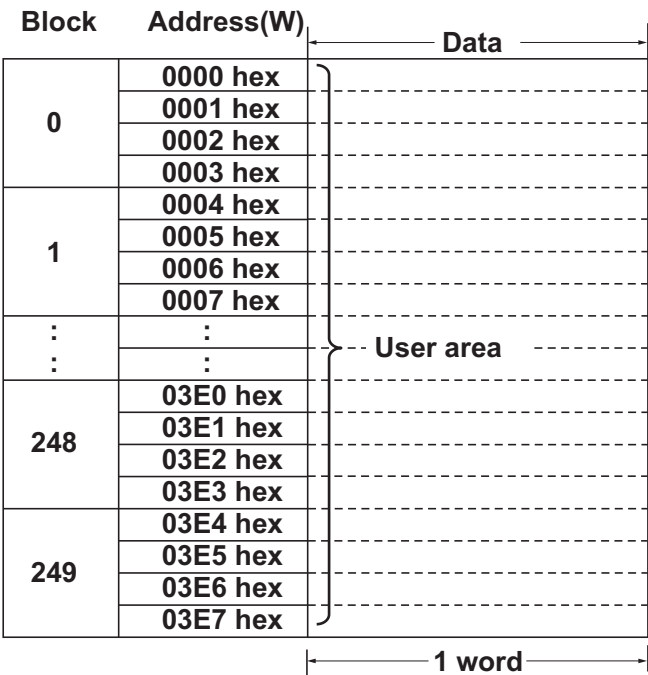 Block Address(W) Data
0
0000 hex
0001 hex
0002 hex
0003 hex
1
0004 hex
0005 hex
0006 hex
0007 hex
: :
: :
User area
248
03E0 hex
03E1 hex
03E2 hex
03E3 hex
249
03E4 hex
03E5 hex
03E6 hex
03E7 hex
1 word